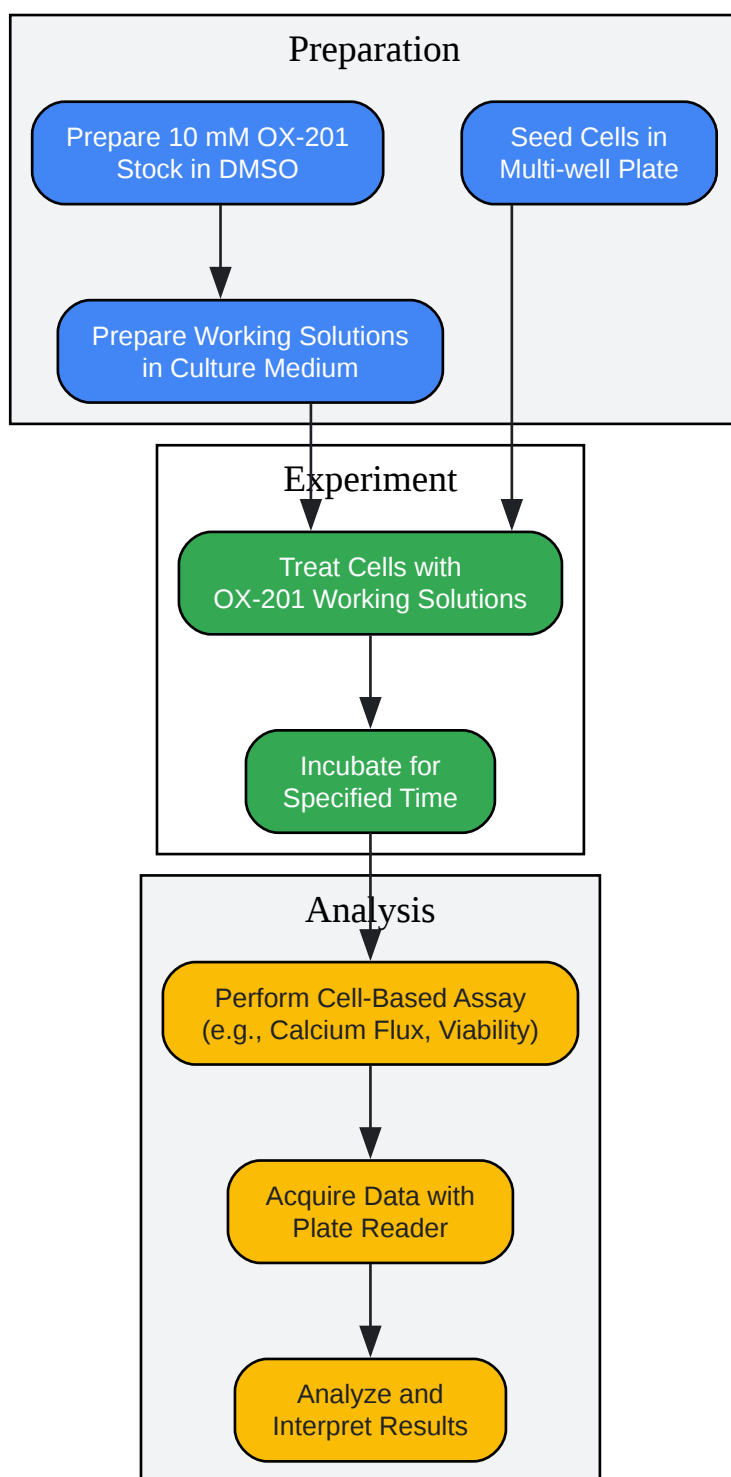 Preparation
Prepare 10 mM OX-201
Stock in DMSO
Seed Cells in
Multi-well Plate
Prepare Working Solutions
in Culture Medium
Experiment
Treat Cells with
OX-201 Working Solutions
Incubate for
Specified Time
Analysis
Perform Cell-Based Assay
(e.g., Calcium Flux, Viability)
Acquire Data with
Plate Reader
Analyze and
Interpret Results